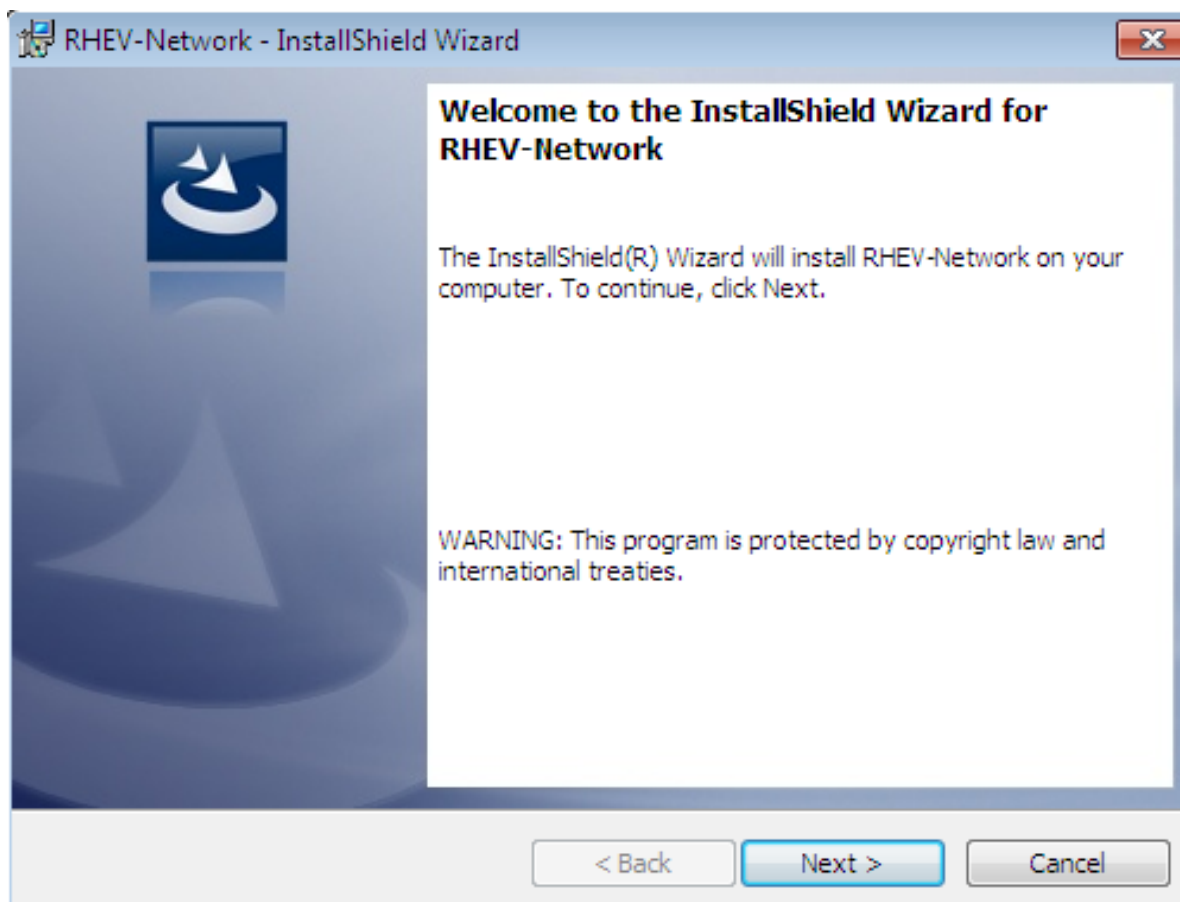 RHEV-Network - InstallShield Wizard
Welcome to the InstallShield Wizard for
RHEV-Network
The InstallShield(R) Wizard will install RHEV-Network on your
computer. To continue, click Next.
WARNING: This program is protected by copyright law and
international treaties.
< Back
Next >
Cancel